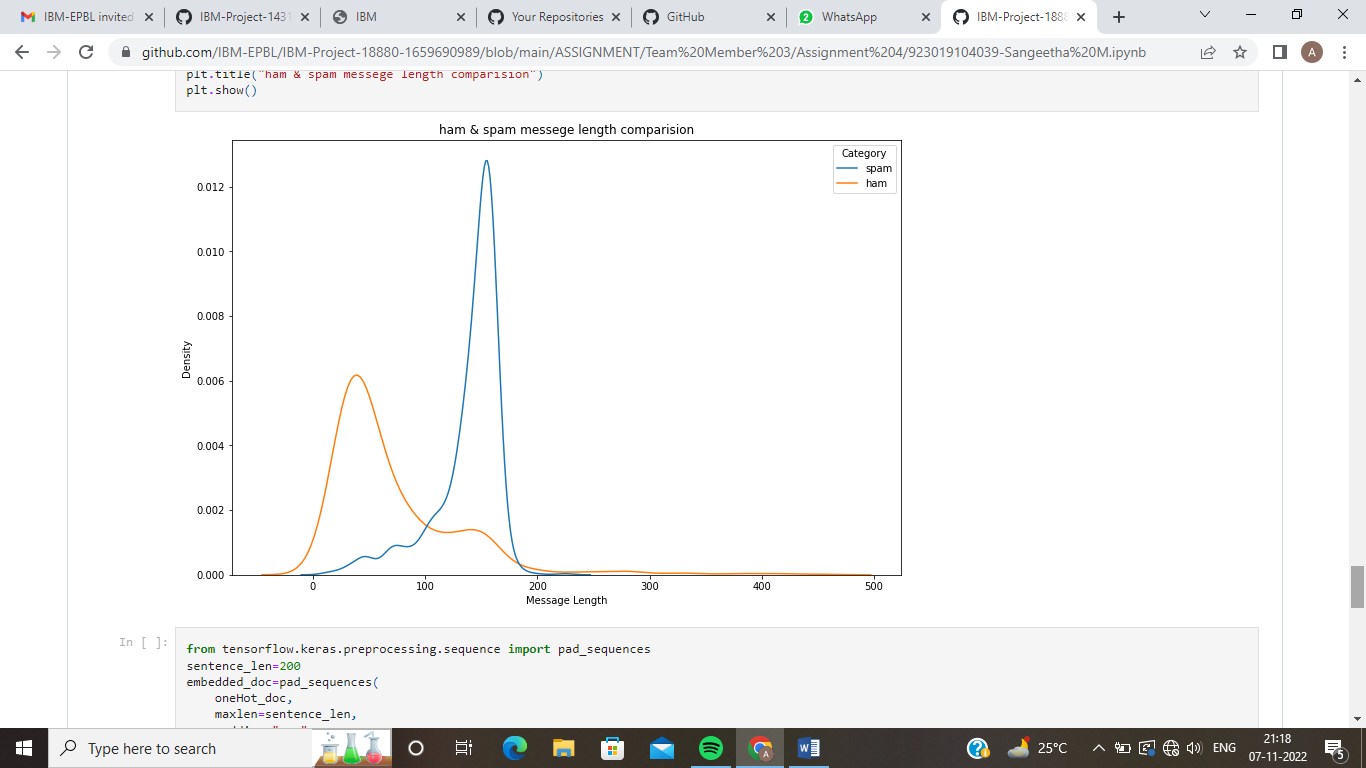 IBM-EPBL invited
IBM-Project-1431
IBM
Your Repositories
GitHub
2 WhatsApp
IBM-Project-1888
github.com/IBM-EPBL/IBM-Project-18880-1659690989/blob/main/ASSIGNMENT/Team%20Member%203/Assignment%204/923019104039-Sangeetha%20M.ipynb
A
plt.title("ham & spam messege length comparision")
plt.show()
ham & spam messege length comparision
Category
spam
ham
0.012
0.010
0.008
0.006
0.004
0.002
0.000
Density
0 100 200 300 400 500
Message Length
In [ ]:
from tensorflow.keras.preprocessing.sequence import pad_sequences
sentence_len=200
embedded_doc=pad_sequences(
oneHot_doc,
maxlen=sentence_len,
Type here to search
A
W
25°C
ENG
21:18
07-11-2022
5